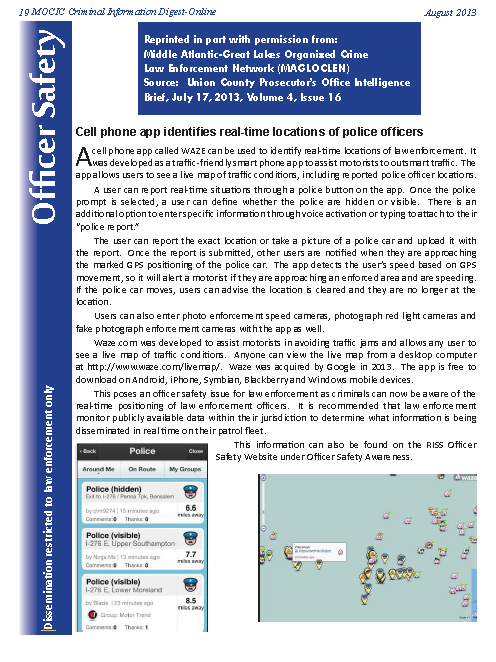 19 MOCIC Criminal Information Digest-Online
August 2013
Officer Safety
Dissemination restricted to law enforcement only
Reprinted in part with permission from:
Middle Atlantic-Great Lakes Organized Crime
Law Enforcement Network (MAGLOCLEN)
Source: Union County Prosecutor's Office Intelligence
Brief, July 17, 2013, Volume 4, Issue 16
Cell phone app identifies real-time locations of police officers
A cell phone app called WAZE can be used to identify real-time locations of law enforcement. It
was developed as a traffic-friendly smart phone app to assist motorists to outsmart traffic. The
app allows users to see a live map of traffic conditions, including reported police officer locations.
A user can report real-time situations through a police button on the app. Once the police
prompt is selected, a user can define whether the police are hidden or visible. There is an
additional option to enter specific information through voice activation or typing to attach to their
"police report."
The user can report the exact location or take a picture of a police car and upload it with
the report. Once the report is submitted, other users are notified when they are approaching
the marked GPS positioning of the police car. The app detects the user's speed based on GPS
movement, so it will alert a motorist if they are approaching an enforced area and are speeding.
If the police car moves, users can advise the location is cleared and they are no longer at the
location.
Users can also enter photo enforcement speed cameras, photograph red light cameras and
fake photograph enforcement cameras with the app as well.
Waze.com was developed to assist motorists in avoiding traffic jams and allows any user to
see a live map of traffic conditions. Anyone can view the live map from a desktop computer
at http://www.waze.com/livemap/. Waze was acquired by Google in 2013. The app is free to
download on Android, iPhone, Symbian, Blackberry and Windows mobile devices.
This poses an officer safety issue for law enforcement as criminals can now be aware of the
real-time positioning of law enforcement officers. It is recommended that law enforcement
monitor publicly available data within their jurisdiction to determine what information is being
disseminated in real time on their patrol fleet.
This information can also be found on the RISS Officer
Safety Website under Officer Safety Awareness.
Back Police Close
Around Me On Route My Groups
Police (hidden)
Exit to I-276 / Penna Tpk, Bensalem
by clm9274 | 15 minutes ago
Comments: 0 Thanks: 0
6.6
miles away
Police (visible)
I-276 E, Upper Southampton
by Ninja Ms | 13 minutes ago
Comments: 0 Thanks: 0
7.7
miles away
Police (visible)
I-276 E, Lower Moreland
by Blade | 23 minutes ago
Group: Motor Trend
Comments: 0 Thanks: 1
8.5
miles away
waze